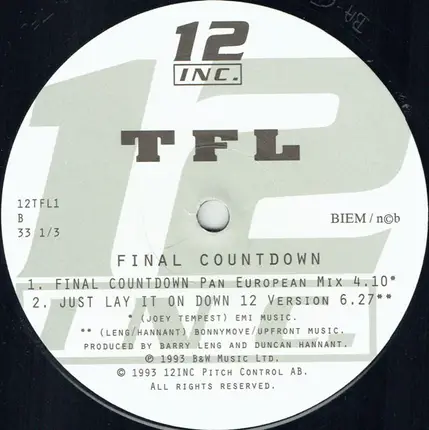 12
INC.
TFL
12TFL1
B
33 1/3
BIEM / n©b
FINAL COUNTDOWN
1. FINAL COUNTDOWN PAN EUROPEAN MIX 4.10*
2. JUST LAY IT ON DOWN 12 VERSION 6.27**
* (JOEY TEMPEST) EMI MUSIC.
** (LENG/HANNANT) BONNYMOVE/UPFRONT MUSIC.
PRODUCED BY BARRY LENG AND DUNCAN HANNANT.
℗ 1993 B&W MUSIC LTD.
© 1993 12INC PITCH CONTROL AB.
ALL RIGHTS RESERVED.